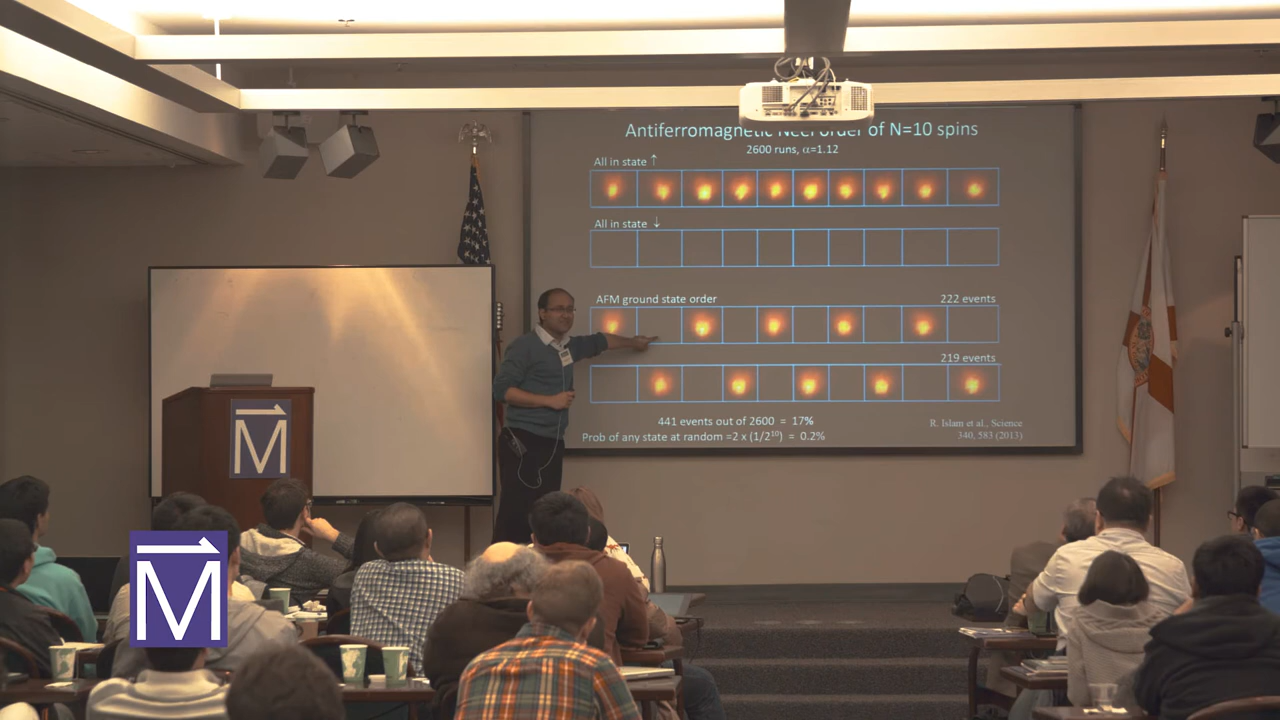 Antiferromagnetic Néel order of N=10 spins
2600 runs, α=1.12
All in state ↑
All in state ↓
AFM ground state order
222 events
219 events
441 events out of 2600 = 17%
Prob of any state at random =2 x (1/2¹⁰) = 0.2%
R. Islam et al., Science
340, 583 (2013)
M
M